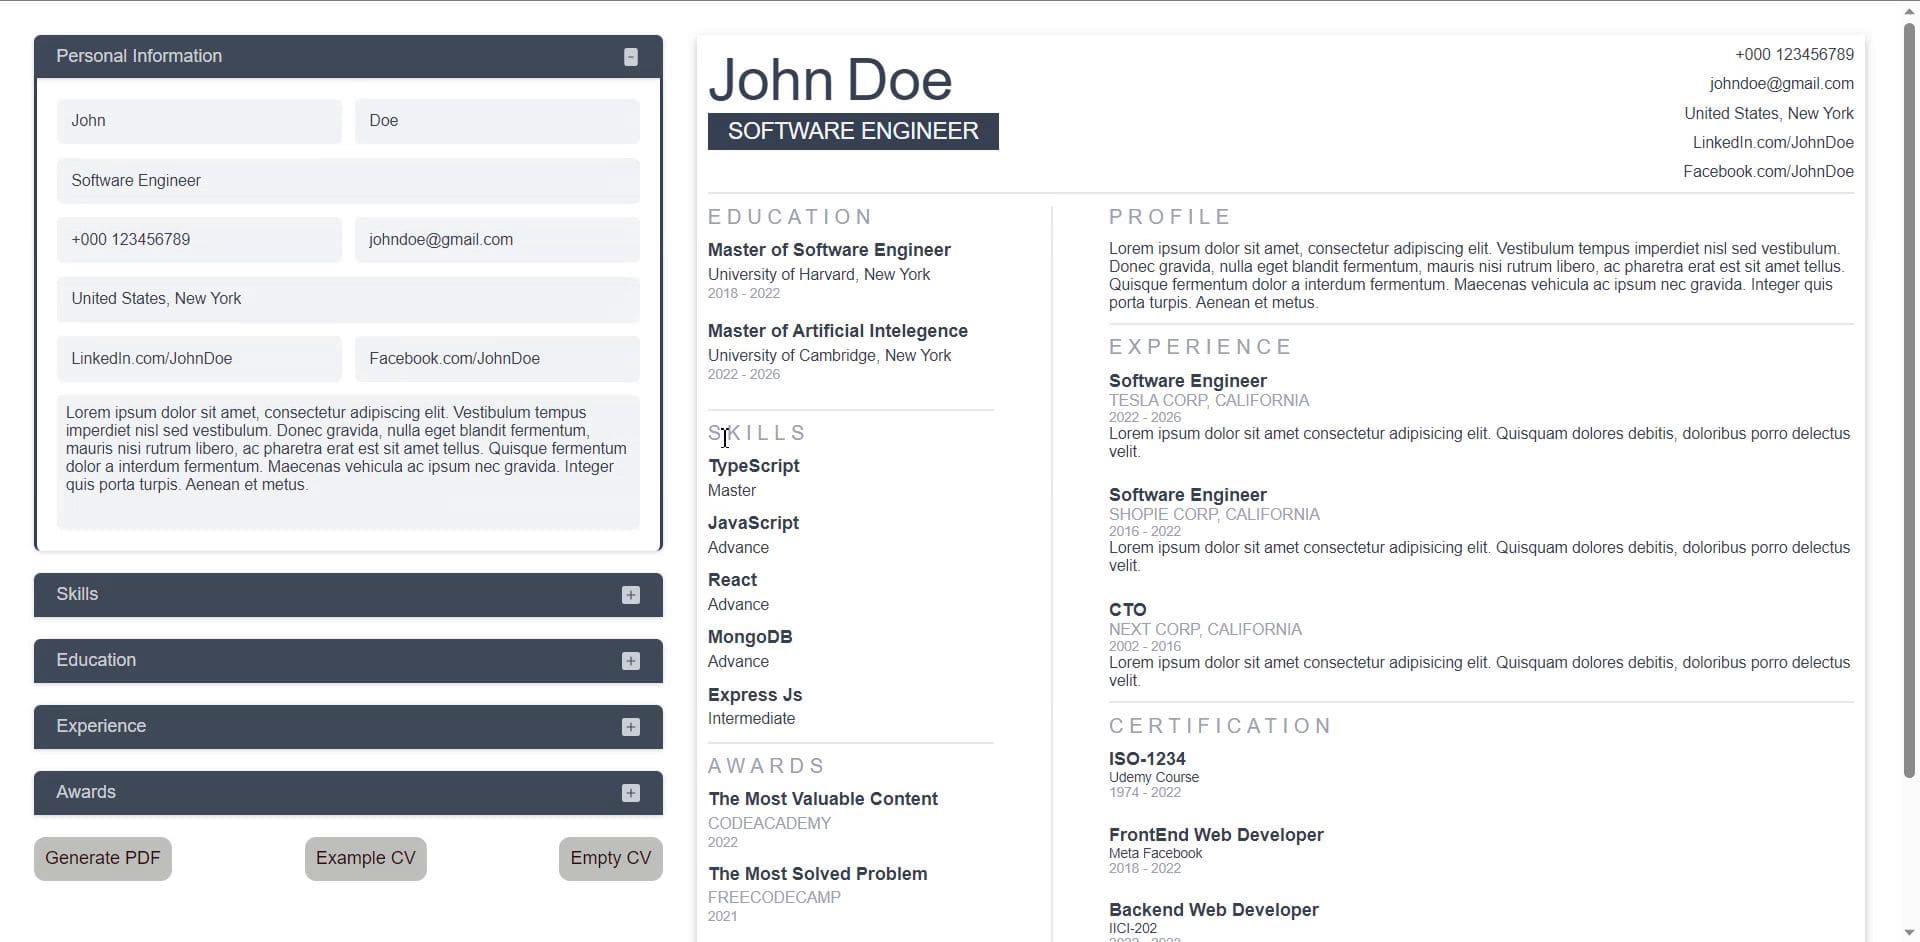 Personal Information
John
Doe
Software Engineer
+000 123456789
johndoe@gmail.com
United States, New York
LinkedIn.com/JohnDoe
Facebook.com/JohnDoe
Lorem ipsum dolor sit amet, consectetur adipiscing elit. Vestibulum tempus
imperdiet nisl sed vestibulum. Donec gravida, nulla eget blandit fermentum,
mauris nisi rutrum libero, ac pharetra erat est sit amet tellus. Quisque fermentum
dolor a interdum fermentum. Maecenas vehicula ac ipsum nec gravida. Integer
quis porta turpis. Aenean et metus.
Skills
Education
Experience
Awards
Generate PDF
Example CV
Empty CV
John Doe
SOFTWARE ENGINEER
+000 123456789
johndoe@gmail.com
United States, New York
LinkedIn.com/JohnDoe
Facebook.com/JohnDoe
EDUCATION
Master of Software Engineer
University of Harvard, New York
2018 - 2022
Master of Artificial Intelegence
University of Cambridge, New York
2022 - 2026
SKILLS
TypeScript
Master
JavaScript
Advance
React
Advance
MongoDB
Advance
Express Js
Intermediate
AWARDS
The Most Valuable Content
CODEACADEMY
2022
The Most Solved Problem
FREECODECAMP
2021
PROFILE
Lorem ipsum dolor sit amet, consectetur adipiscing elit. Vestibulum tempus imperdiet nisl sed vestibulum.
Donec gravida, nulla eget blandit fermentum, mauris nisi rutrum libero, ac pharetra erat est sit amet tellus.
Quisque fermentum dolor a interdum fermentum. Maecenas vehicula ac ipsum nec gravida. Integer quis
porta turpis. Aenean et metus.
EXPERIENCE
Software Engineer
TESLA CORP, CALIFORNIA
2022 - 2026
Lorem ipsum dolor sit amet consectetur adipisicing elit. Quisquam dolores debitis, doloribus porro delectus
velit.
Software Engineer
SHOPIE CORP, CALIFORNIA
2016 - 2022
Lorem ipsum dolor sit amet consectetur adipisicing elit. Quisquam dolores debitis, doloribus porro delectus
velit.
CTO
NEXT CORP, CALIFORNIA
2002 - 2016
Lorem ipsum dolor sit amet consectetur adipisicing elit. Quisquam dolores debitis, doloribus porro delectus
velit.
CERTIFICATION
ISO-1234
Udemy Course
1974 - 2022
FrontEnd Web Developer
Meta Facebook
2018 - 2022
Backend Web Developer
IICI-202